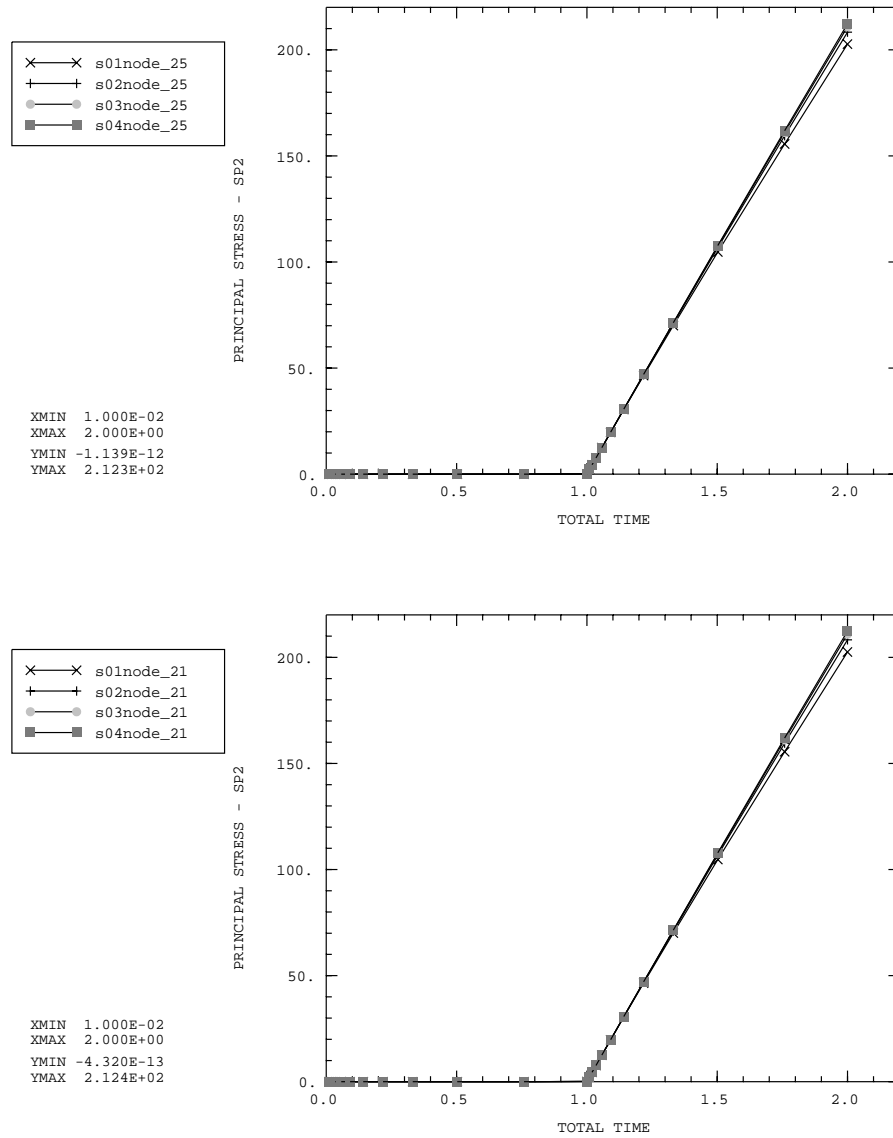 s01node_25
s02node_25
s03node_25
s04node_25
PRINCIPAL STRESS - SP2
200.
150.
100.
50.
0.
XMIN 1.000E-02
XMAX 2.000E+00
YMIN -1.139E-12
YMAX 2.123E+02
0.0 0.5 1.0 1.5 2.0
TOTAL TIME
s01node_21
s02node_21
s03node_21
s04node_21
PRINCIPAL STRESS - SP2
200.
150.
100.
50.
0.
XMIN 1.000E-02
XMAX 2.000E+00
YMIN -4.320E-13
YMAX 2.124E+02
0.0 0.5 1.0 1.5 2.0
TOTAL TIME